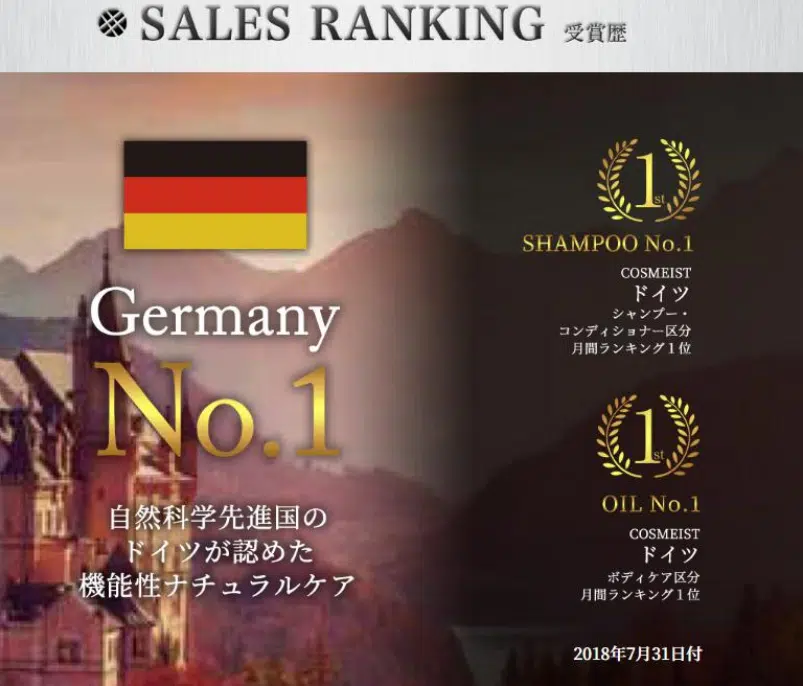 SALES RANKING 受賞歴
Germany
No.1
自然科学先進国の
ドイツが認めた
機能性ナチュラルケア
1st
SHAMPOO No.1
COSMEIST
ドイツ
シャンプー・
コンディショナー区分
月間ランキング1位
1st
OIL No.1
COSMEIST
ドイツ
ボディケア区分
月間ランキング1位
2018年7月31日付